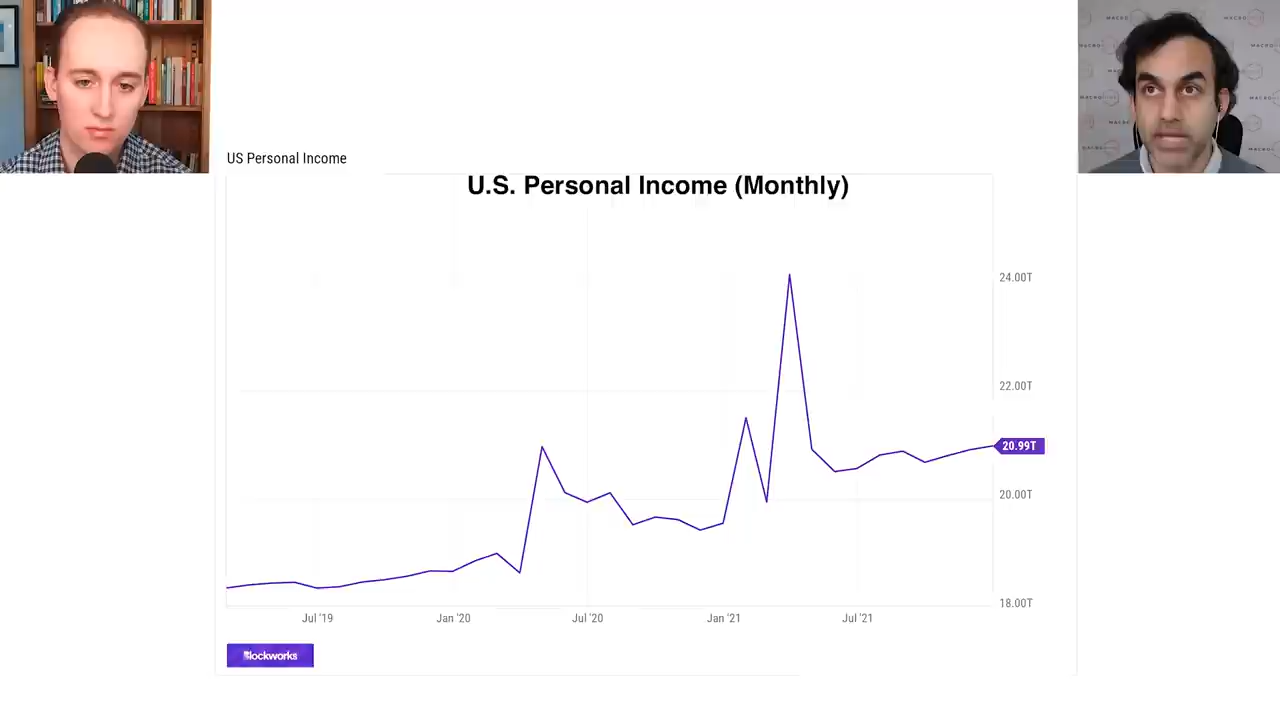 MACRO
US Personal Income
U.S. Personal Income (Monthly)
24.00T
22.00T
20.99T
20.00T
18.00T
Jul '19
Jan '20
Jul '20
Jan '21
Jul '21
Blockworks